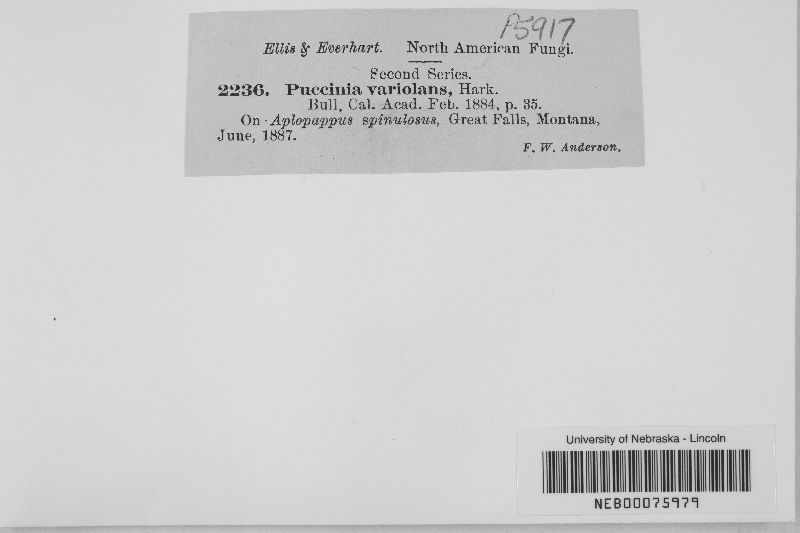 P5917
Ellis & Everhart. North American Fungi.
Second Series.
2236. Puccinia variolans, Hark.
Bull, Cal. Acad. Feb. 1884, p. 35.
On Aplopappus spinulosus, Great Falls, Montana,
June, 1887.
F. W. Anderson.
University of Nebraska - Lincoln
NEB00075979